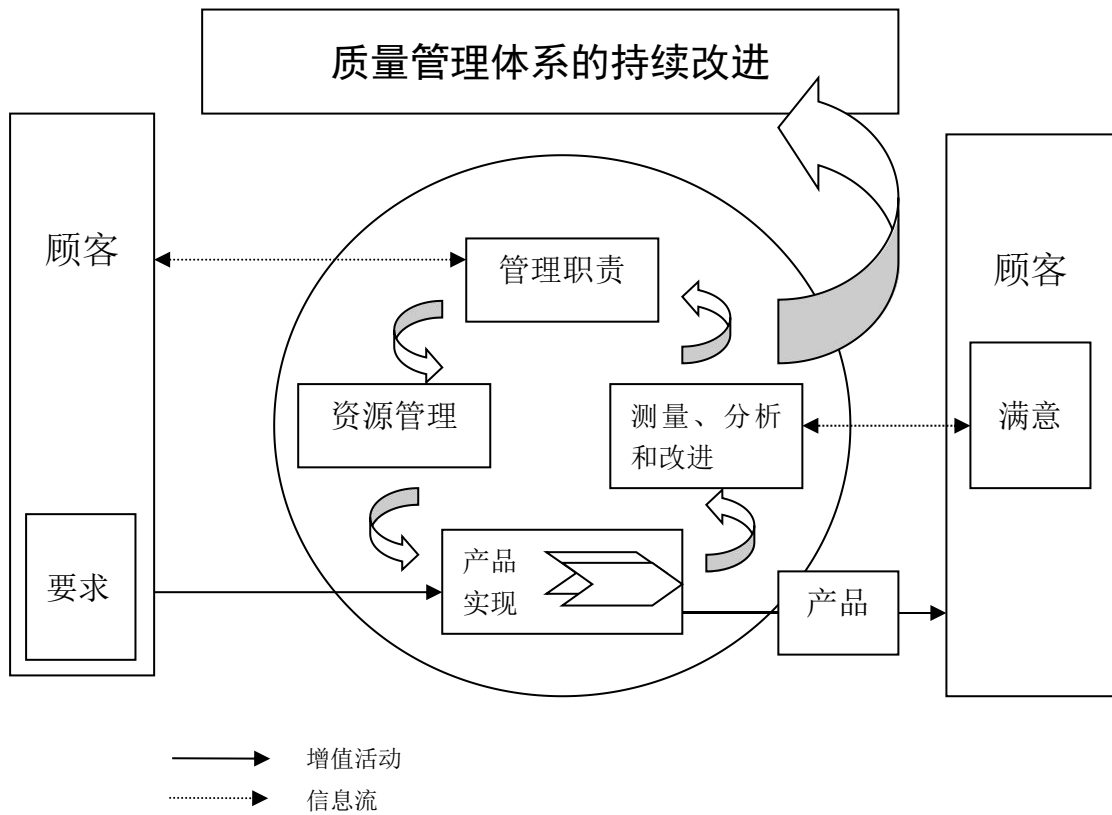 质量管理体系的持续改进
顾客
管理职责
顾客
资源管理
测量、分析
和改进
满意
要求
产品
实现
产品
增值活动
信息流